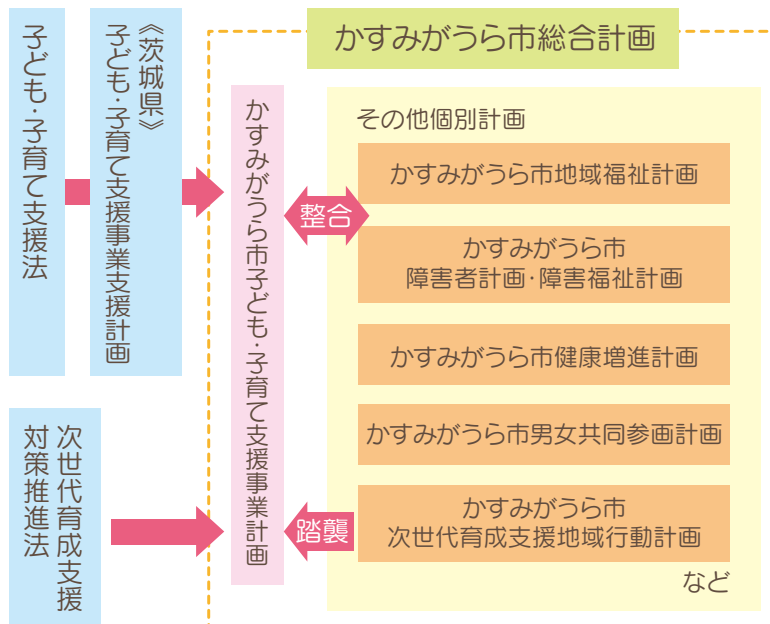 子ども・子育て支援法
《茨城県》
子ども・子育て支援事業支援計画
次世代育成支援
対策推進法
かすみがうら市総合計画
かすみがうら市子ども・子育て支援事業計画
整合
踏襲
その他個別計画
かすみがうら市地域福祉計画
かすみがうら市
障害者計画・障害福祉計画
かすみがうら市健康増進計画
かすみがうら市男女共同参画計画
かすみがうら市
次世代育成支援地域行動計画
など